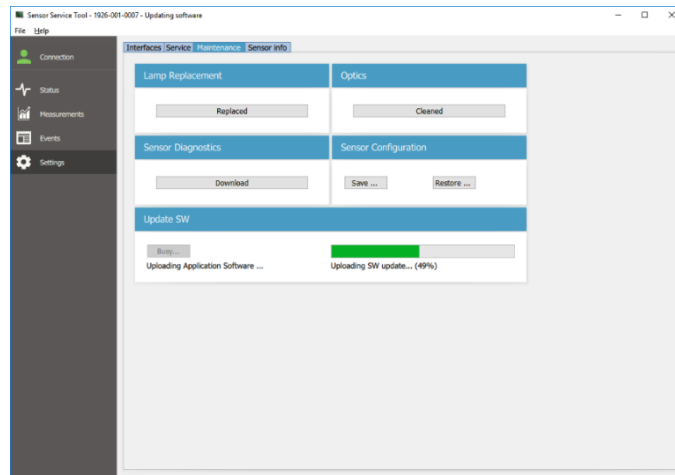 Sensor Service Tool - 1926-001-0007 - Updating software
File Help
Connection
Status
Measurements
Events
Settings
Interfaces Service Maintenance Sensor info
Lamp Replacement
Replaced
Optics
Cleaned
Sensor Diagnostics
Download
Sensor Configuration
Save ... Restore ...
Update SW
Busy...
Uploading Application Software ...
Uploading SW update... (49%)